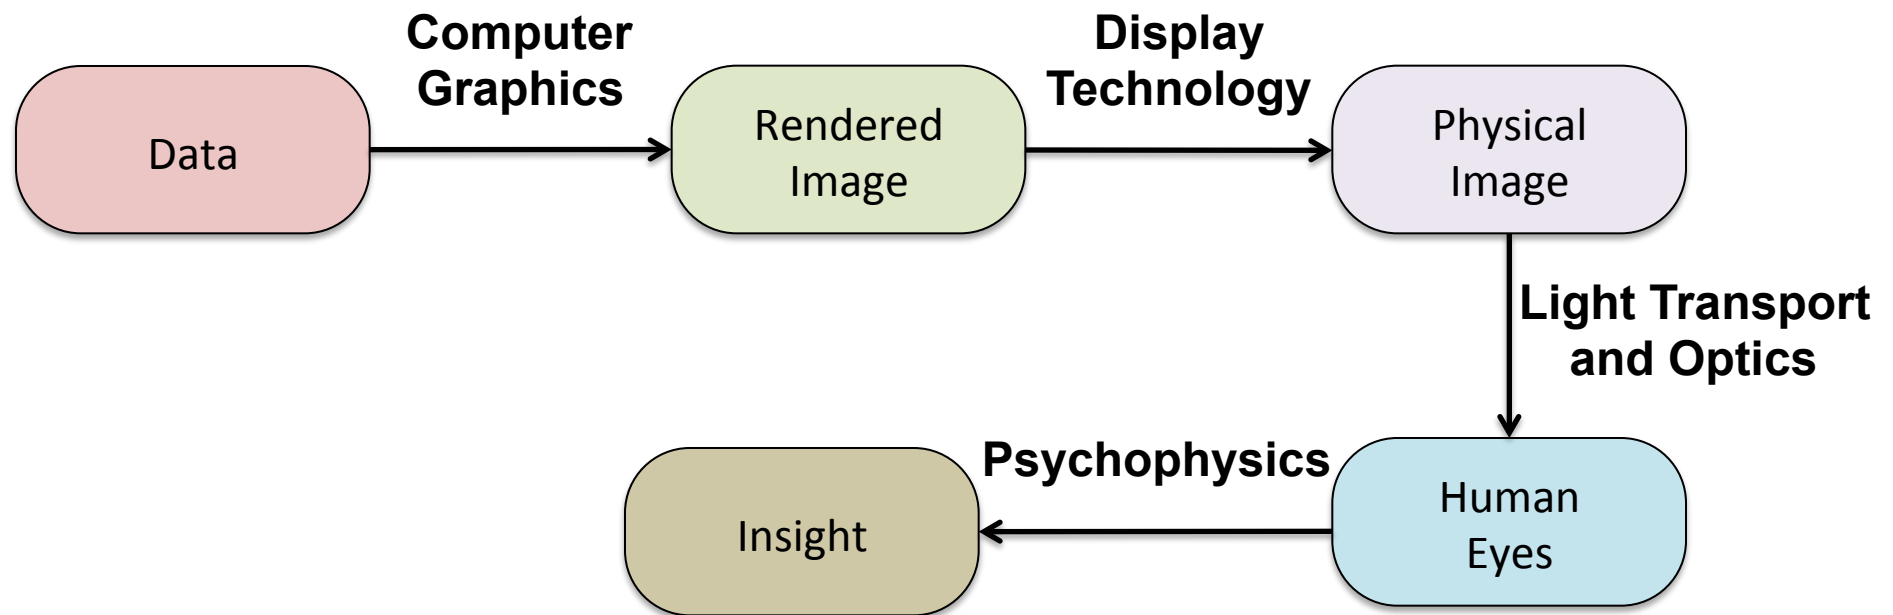 Computer
Graphics
Display
Technology
Data
Rendered
Image
Physical
Image
Light Transport
and Optics
Psychophysics
Human
Eyes
Insight